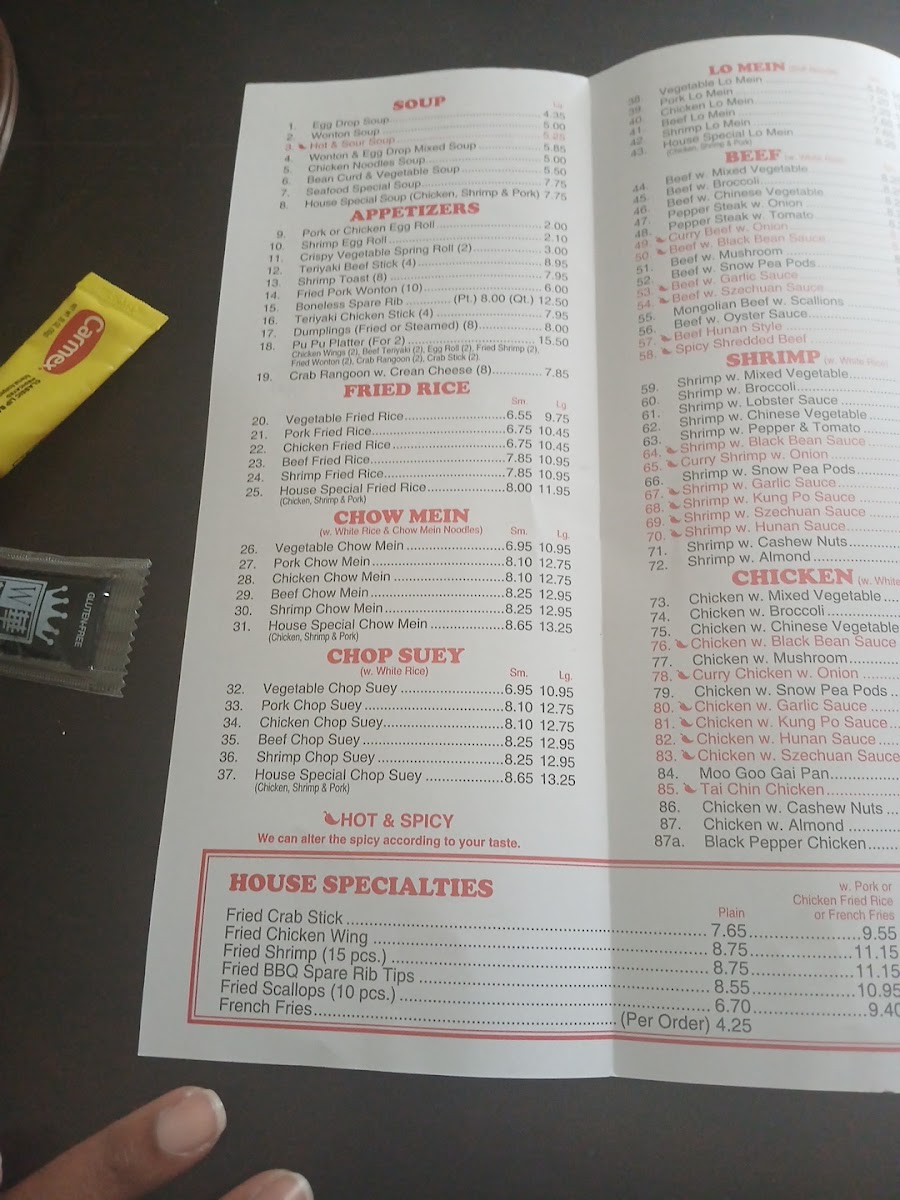 Carmex
CLASSIC LIP BALM
GLUTEN-FREE
SOUP
Lg.
1. Egg Drop Soup 4.35
2. Wonton Soup 5.00
3. Hot & Sour Soup 5.25
4. Wonton & Egg Drop Mixed Soup 5.85
5. Chicken Noodles Soup 5.00
6. Bean Curd & Vegetable Soup 5.50
7. Seafood Special Soup 7.75
8. House Special Soup (Chicken, Shrimp & Pork) 7.75
APPETIZERS
9. Pork or Chicken Egg Roll 2.00
10. Shrimp Egg Roll 2.10
11. Crispy Vegetable Spring Roll (2) 3.00
12. Teriyaki Beef Stick (4) 8.95
13. Shrimp Toast (8) 7.95
14. Fried Pork Wonton (10) 6.00
15. Boneless Spare Rib (Pt.) 8.00 (Qt.) 12.50
16. Teriyaki Chicken Stick (4) 7.95
17. Dumplings (Fried or Steamed) (8) 8.00
18. Pu Pu Platter (For 2) 15.50
Chicken Wings (2), Beef Teriyaki (2), Egg Roll (2), Fried Shrimp (2),
Fried Wonton (2), Crab Rangoon (2), Crab Stick (2).
19. Crab Rangoon w. Crean Cheese (8) 7.85
FRIED RICE
Sm. Lg
20. Vegetable Fried Rice 6.55 9.75
21. Pork Fried Rice 6.75 10.45
22. Chicken Fried Rice 6.75 10.45
23. Beef Fried Rice 7.85 10.95
24. Shrimp Fried Rice 7.85 10.95
25. House Special Fried Rice 8.00 11.95
(Chicken, Shrimp & Pork)
CHOW MEIN
(w. White Rice & Chow Mein Noodles) Sm. Lg.
26. Vegetable Chow Mein 6.95 10.95
27. Pork Chow Mein 8.10 12.75
28. Chicken Chow Mein 8.10 12.75
29. Beef Chow Mein 8.25 12.95
30. Shrimp Chow Mein 8.25 12.95
31. House Special Chow Mein 8.65 13.25
(Chicken, Shrimp & Pork)
CHOP SUEY
(w. White Rice) Sm. Lg.
32. Vegetable Chop Suey 6.95 10.95
33. Pork Chop Suey 8.10 12.75
34. Chicken Chop Suey 8.10 12.75
35. Beef Chop Suey 8.25 12.95
36. Shrimp Chop Suey 8.25 12.95
37. House Special Chop Suey 8.65 13.25
(Chicken, Shrimp & Pork)
HOT & SPICY
We can alter the spicy according to your taste.
LO MEIN
38. Vegetable Lo Mein
39. Pork Lo Mein
40. Chicken Lo Mein
41. Beef Lo Mein
42. Shrimp Lo Mein
43. House Special Lo Mein
(Chicken, Shrimp & Pork)
BEEF (w. White Rice)
44. Beef w. Mixed Vegetable
45. Beef w. Broccoli
46. Beef w. Chinese Vegetable
47. Pepper Steak w. Onion
48. Pepper Steak w. Tomato
49. Curry Beef w. Onion
50. Beef w. Black Bean Sauce
51. Beef w. Mushroom
52. Beef w. Snow Pea Pods
53. Beef w. Garlic Sauce
54. Beef w. Szechuan Sauce
55. Mongolian Beef w. Scallions
56. Beef w. Oyster Sauce
57. Beef Hunan Style
58. Spicy Shredded Beef
SHRIMP (w. White Rice)
59. Shrimp w. Mixed Vegetable
60. Shrimp w. Broccoli
61. Shrimp w. Lobster Sauce
62. Shrimp w. Chinese Vegetable
63. Shrimp w. Pepper & Tomato
64. Shrimp w. Black Bean Sauce
65. Curry Shrimp w. Onion
66. Shrimp w. Snow Pea Pods
67. Shrimp w. Garlic Sauce
68. Shrimp w. Kung Po Sauce
69. Shrimp w. Szechuan Sauce
70. Shrimp w. Hunan Sauce
71. Shrimp w. Cashew Nuts
72. Shrimp w. Almond
CHICKEN (w. White
73. Chicken w. Mixed Vegetable
74. Chicken w. Broccoli
75. Chicken w. Chinese Vegetable
76. Chicken w. Black Bean Sauce
77. Chicken w. Mushroom
78. Curry Chicken w. Onion
79. Chicken w. Snow Pea Pods
80. Chicken w. Garlic Sauce
81. Chicken w. Kung Po Sauce
82. Chicken w. Hunan Sauce
83. Chicken w. Szechuan Sauce
84. Moo Goo Gai Pan
85. Tai Chin Chicken
86. Chicken w. Cashew Nuts
87. Chicken w. Almond
87a. Black Pepper Chicken
HOUSE SPECIALTIES
Plain
w. Pork or
Chicken Fried Rice
or French Fries
Fried Crab Stick 7.65 9.55
Fried Chicken Wing 8.75 11.15
Fried Shrimp (15 pcs.) 8.75 11.15
Fried BBQ Spare Rib Tips 8.55 10.95
Fried Scallops (10 pcs.) 6.70 9.40
French Fries (Per Order) 4.25